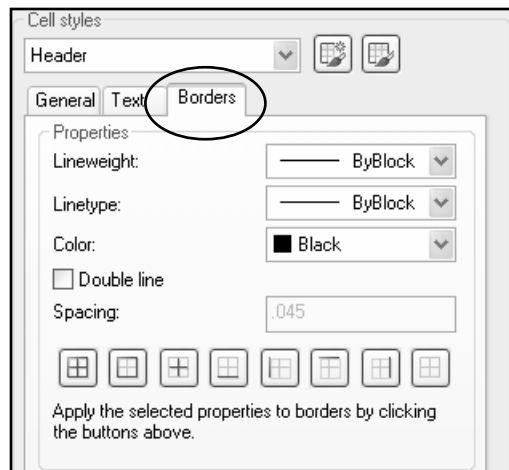 Cell styles
Header
General Text Borders
Properties
Lineweight: ByBlock
Linetype: ByBlock
Color: Black
Double line
Spacing: .045
Apply the selected properties to borders by clicking
the buttons above.